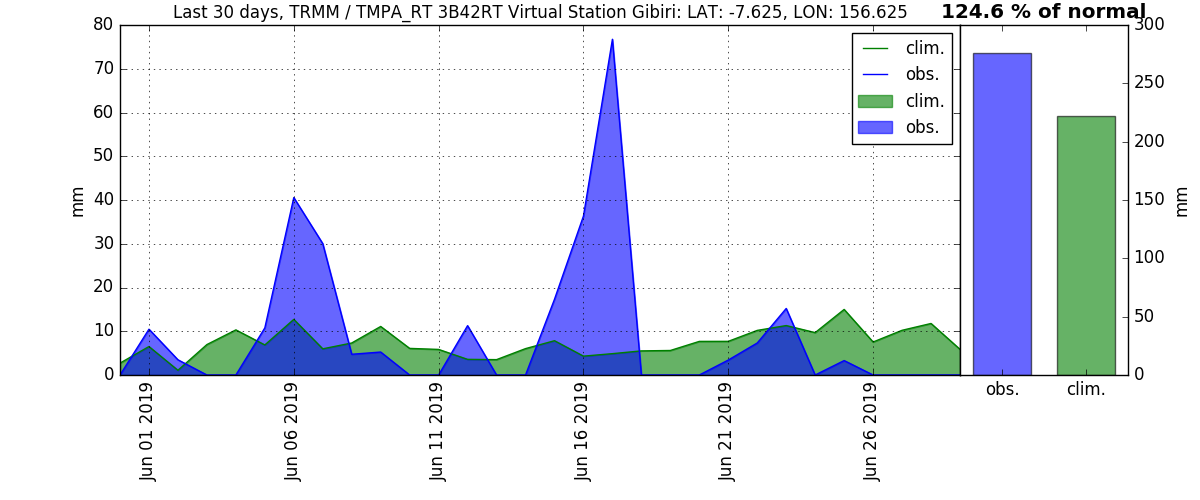 Last 30 days, TRMM / TMPA_RT 3B42RT Virtual Station Gibiri: LAT: -7.625, LON: 156.625
124.6 % of normal
80
70
60
50
40
30
20
10
0
mm
clim.
obs.
clim.
obs.
Jun 01 2019
Jun 06 2019
Jun 11 2019
Jun 16 2019
Jun 21 2019
Jun 26 2019
300
250
200
150
100
50
0
mm
obs.
clim.